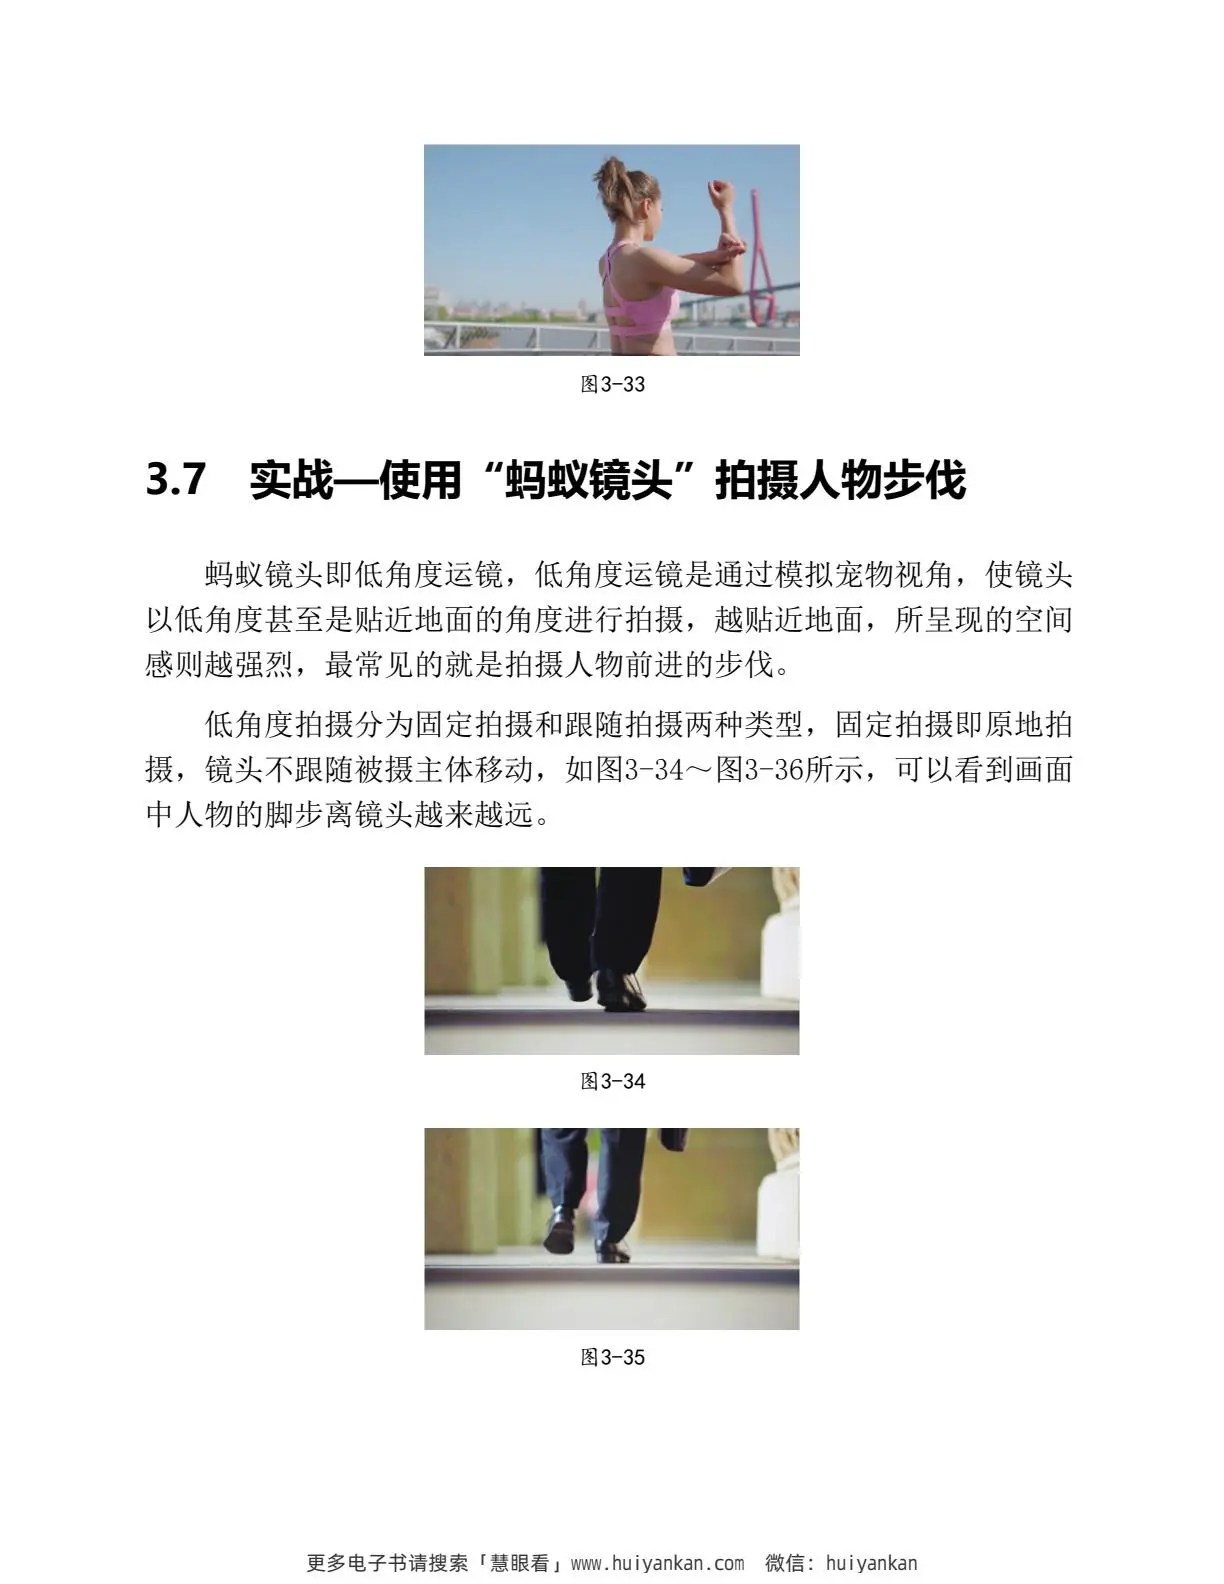 图3-33
3.7 实战—使用“蚂蚁镜头”拍摄人物步伐
蚂蚁镜头即低角度运镜，低角度运镜是通过模拟宠物视角，使镜头
以低角度甚至是贴近地面的角度进行拍摄，越贴近地面，所呈现的空间
感则越强烈，最常见的就是拍摄人物前进的步伐。
低角度拍摄分为固定拍摄和跟随拍摄两种类型，固定拍摄即原地拍
摄，镜头不跟随被摄主体移动，如图3-34～图3-36所示，可以看到画面
中人物的脚步离镜头越来越远。
图3-34
图3-35
更多电子书请搜索「慧眼看」www.huiyankan.com 微信：huiyankan